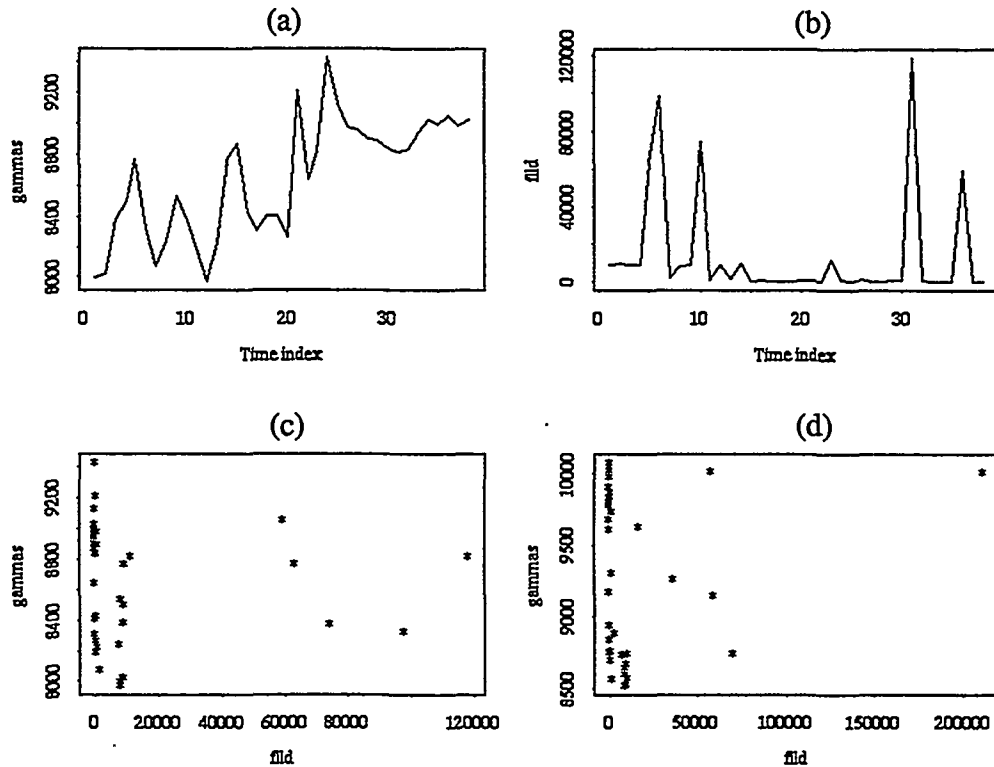 (a)
gammas
8000 8400 8800 9200
0 10 20 30
Time index
(b)
fild
0 40000 80000 120000
0 10 20 30
Time index
(c)
gammas
8000 8400 8800 9200
0 20000 40000 60000 80000 120000
fild
(d)
gammas
8500 9000 9500 10000
0 50000 100000 150000 200000
fild